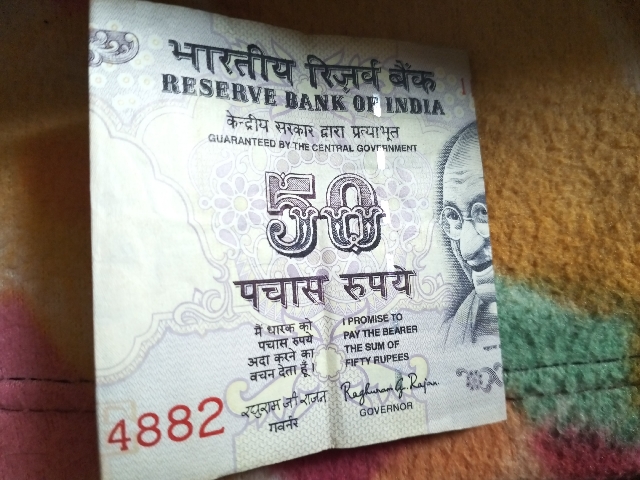 भारतीय रिज़र्व बैंक
RESERVE BANK OF INDIA
केन्द्रीय सरकार द्वारा प्रत्याभूत
GUARANTEED BY THE CENTRAL GOVERNMENT
50
पचास रुपये
मैं धारक को
पचास रुपये
अदा करने का
वचन देता हूँ।
I PROMISE TO
PAY THE BEARER
THE SUM OF
FIFTY RUPEES
रघुराम जी राजन
गवर्नर
Raghuram G. Rajan
GOVERNOR
4882